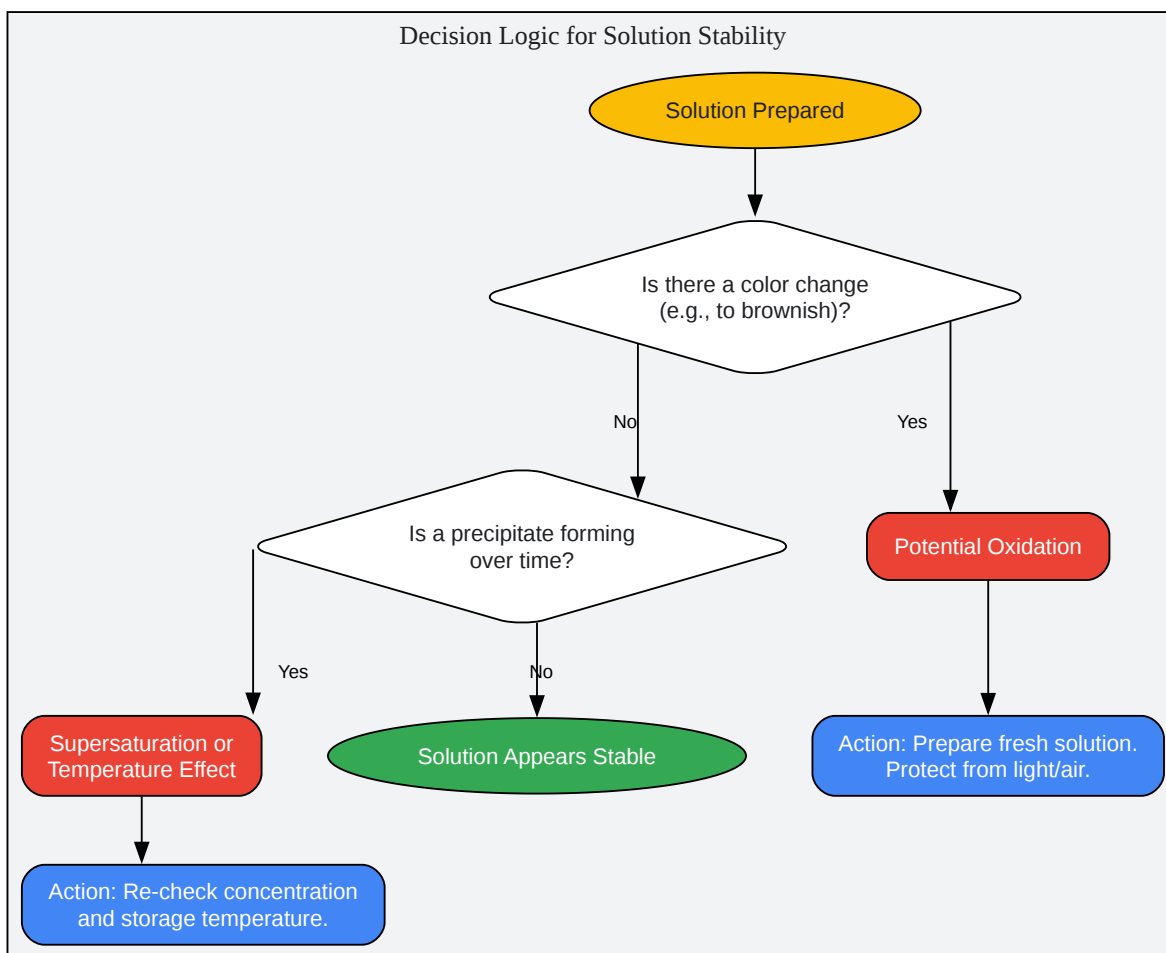 Decision Logic for Solution Stability
Solution Prepared
Is there a color change
(e.g., to brownish)?
No
Yes
Is a precipitate forming
over time?
Potential Oxidation
Yes
No
Supersaturation or
Temperature Effect
Solution Appears Stable
Action: Prepare fresh solution.
Protect from light/air.
Action: Re-check concentration
and storage temperature.